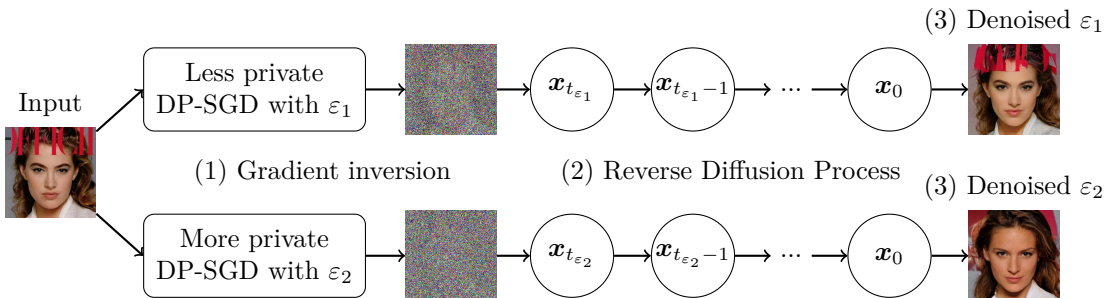 (3) Denoised ε₁
Less private
DP-SGD with ε₁
x_{t_{ε₁}}
x_{t_{ε₁}−1}
...
x₀
Input
(1) Gradient inversion
(2) Reverse Diffusion Process
(3) Denoised ε₂
More private
DP-SGD with ε₂
x_{t_{ε₂}}
x_{t_{ε₂}−1}
...
x₀